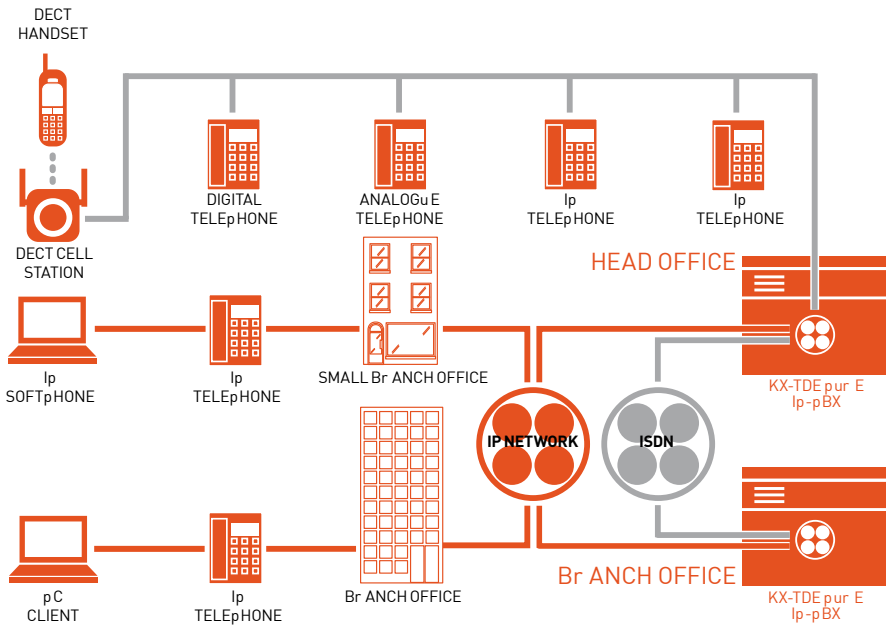 DECT
HANDSET
DIGITAL
TELEpHONE
ANALOGu E
TELEpHONE
Ip
TELEpHONE
Ip
TELEpHONE
DECT CELL
STATION
HEAD OFFICE
Ip
SOFTpHONE
Ip
TELEpHONE
SMALL Br ANCH OFFICE
KX-TDE pur E
Ip-pBX
IP NETWORK
ISDN
pC
CLIENT
Ip
TELEpHONE
Br ANCH OFFICE
Br ANCH OFFICE
KX-TDE pur E
Ip-pBX